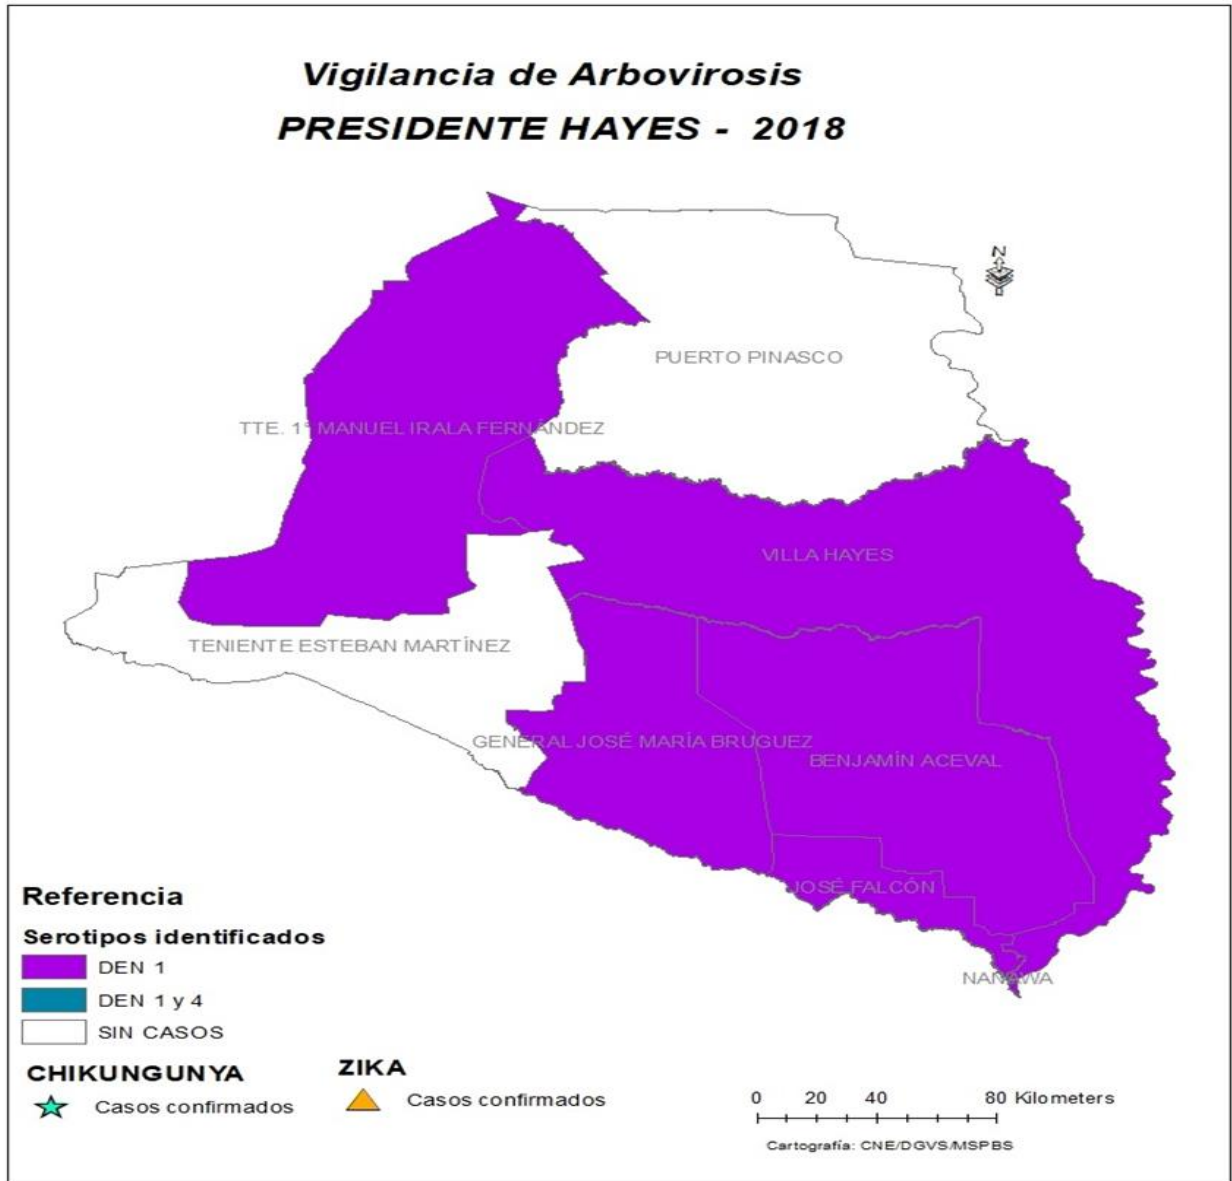 Vigilancia de Arbovirosis
PRESIDENTE HAYES - 2018
N
PUERTO PINASCO
TTE. 1° MANUEL IRALA FERNÁNDEZ
VILLA HAYES
TENIENTE ESTEBAN MARTÍNEZ
GENERAL JOSÉ MARÍA BRUGUEZ
BENJAMÍN ACEVAL
JOSÉ FALCÓN
NANAWA
Referencia
Serotipos identificados
DEN 1
DEN 1 y 4
SIN CASOS
CHIKUNGUNYA
Casos confirmados
ZIKA
Casos confirmados
0 20 40 80 Kilometers
Cartografía: CNE/DGVS/MSPBS